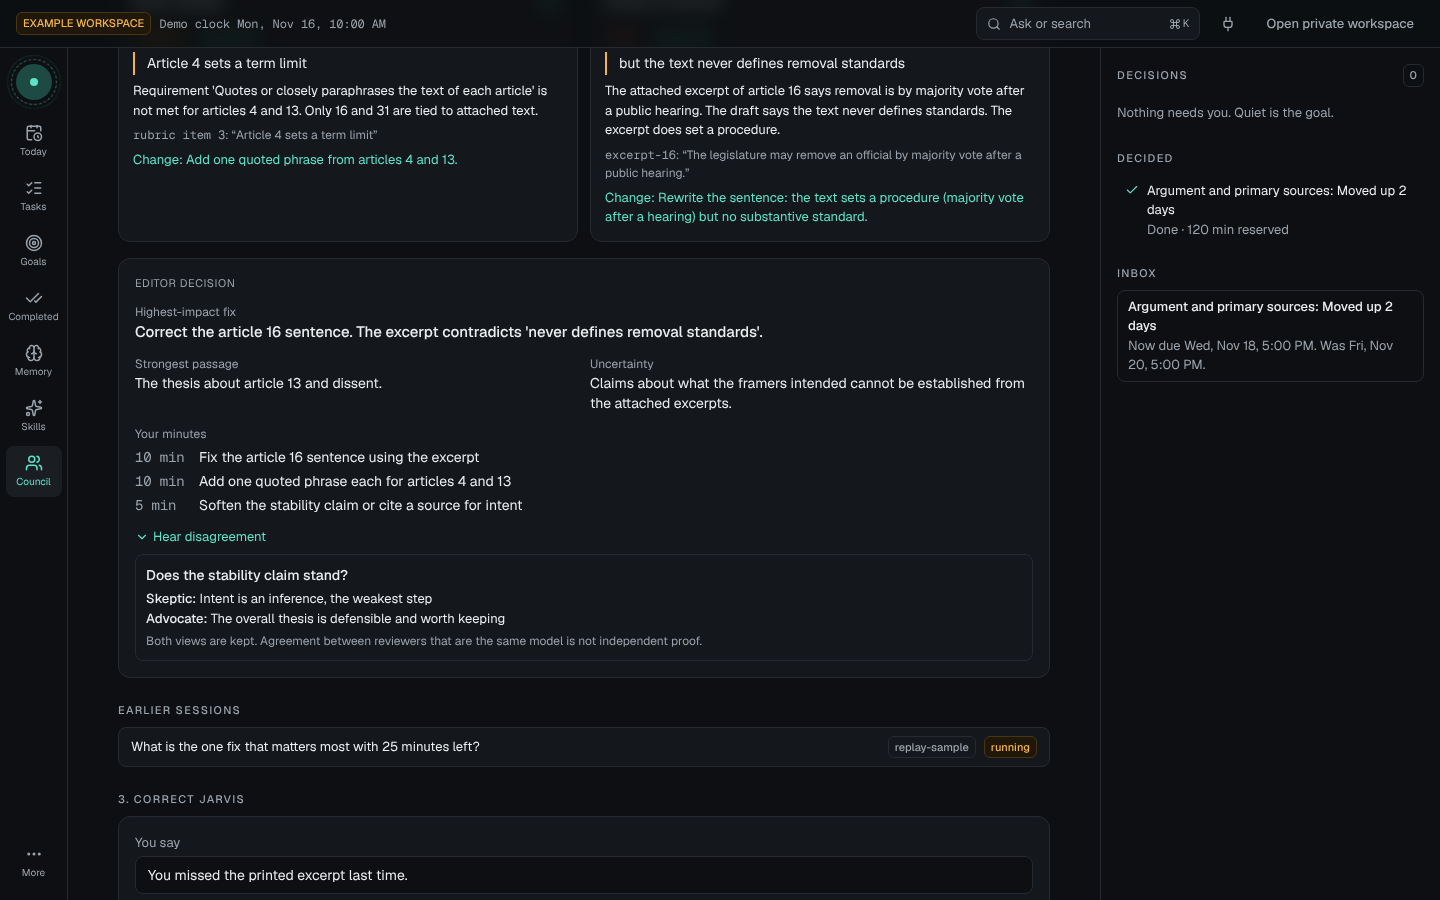 EXAMPLE WORKSPACE Demo clock Mon, Nov 16, 10:00 AM
Ask or search ⌘K
Open private workspace
Today
Tasks
Goals
Completed
Memory
Skills
Council
More
Article 4 sets a term limit
Requirement 'Quotes or closely paraphrases the text of each article' is
not met for articles 4 and 13. Only 16 and 31 are tied to attached text.
rubric item 3: “Article 4 sets a term limit”
Change: Add one quoted phrase from articles 4 and 13.
but the text never defines removal standards
The attached excerpt of article 16 says removal is by majority vote after
a public hearing. The draft says the text never defines standards. The
excerpt does set a procedure.
excerpt-16: “The legislature may remove an official by majority vote after a
public hearing.”
Change: Rewrite the sentence: the text sets a procedure (majority vote
after a hearing) but no substantive standard.
EDITOR DECISION
Highest-impact fix
Correct the article 16 sentence. The excerpt contradicts 'never defines removal standards'.
Strongest passage
The thesis about article 13 and dissent.
Uncertainty
Claims about what the framers intended cannot be established from
the attached excerpts.
Your minutes
10 min Fix the article 16 sentence using the excerpt
10 min Add one quoted phrase each for articles 4 and 13
5 min Soften the stability claim or cite a source for intent
Hear disagreement
Does the stability claim stand?
Skeptic: Intent is an inference, the weakest step
Advocate: The overall thesis is defensible and worth keeping
Both views are kept. Agreement between reviewers that are the same model is not independent proof.
EARLIER SESSIONS
What is the one fix that matters most with 25 minutes left? replay-sample running
3. CORRECT JARVIS
You say
You missed the printed excerpt last time.
DECISIONS 0
Nothing needs you. Quiet is the goal.
DECIDED
Argument and primary sources: Moved up 2
days
Done · 120 min reserved
INBOX
Argument and primary sources: Moved up 2
days
Now due Wed, Nov 18, 5:00 PM. Was Fri, Nov
20, 5:00 PM.